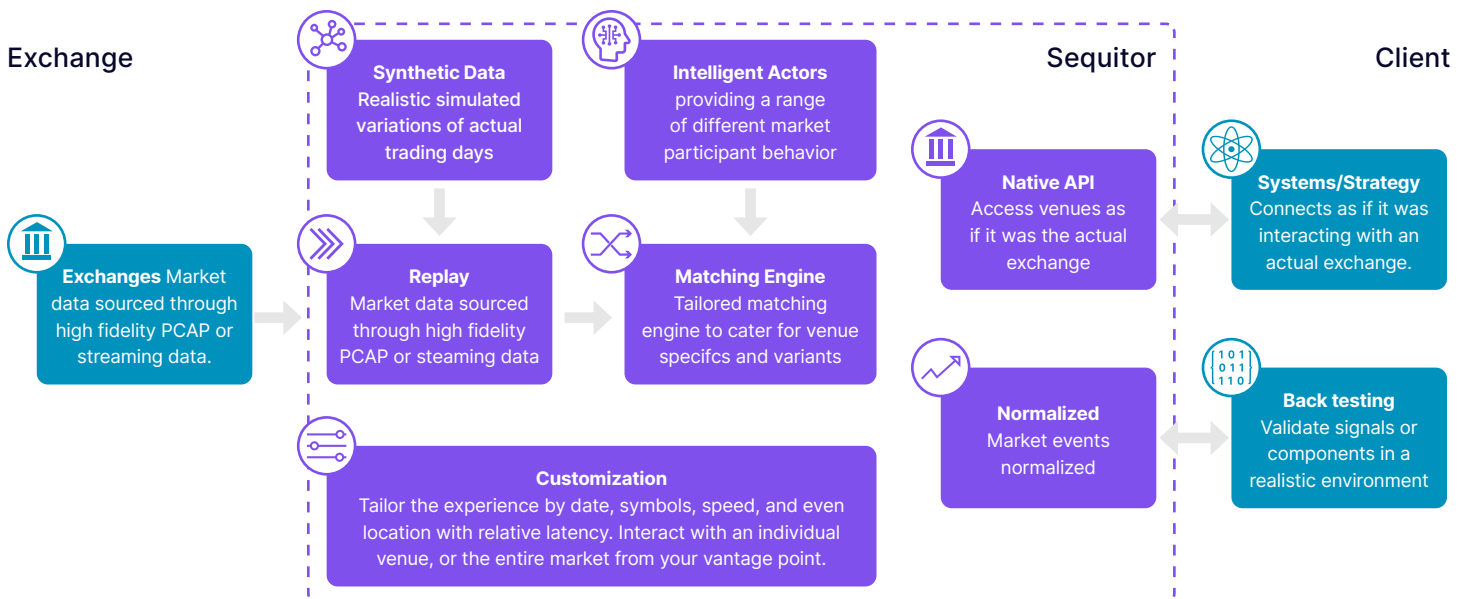 Exchange
Sequitor
Client
Synthetic Data
Realistic simulated
variations of actual
trading days
Intelligent Actors
providing a range
of different market
participant behavior
Native API
Access venues as
if it was the actual
exchange
Systems/Strategy
Connects as if it was
interacting with an
actual exchange.
Exchanges Market
data sourced through
high fidelity PCAP or
streaming data.
Replay
Market data sourced
through high fidelity
PCAP or steaming data
Matching Engine
Tailored matching
engine to cater for venue
specifcs and variants
Normalized
Market events
normalized
101
011
110
Back testing
Validate signals or
components in a
realistic environment
Customization
Tailor the experience by date, symbols, speed, and even
location with relative latency. Interact with an individual
venue, or the entire market from your vantage point.